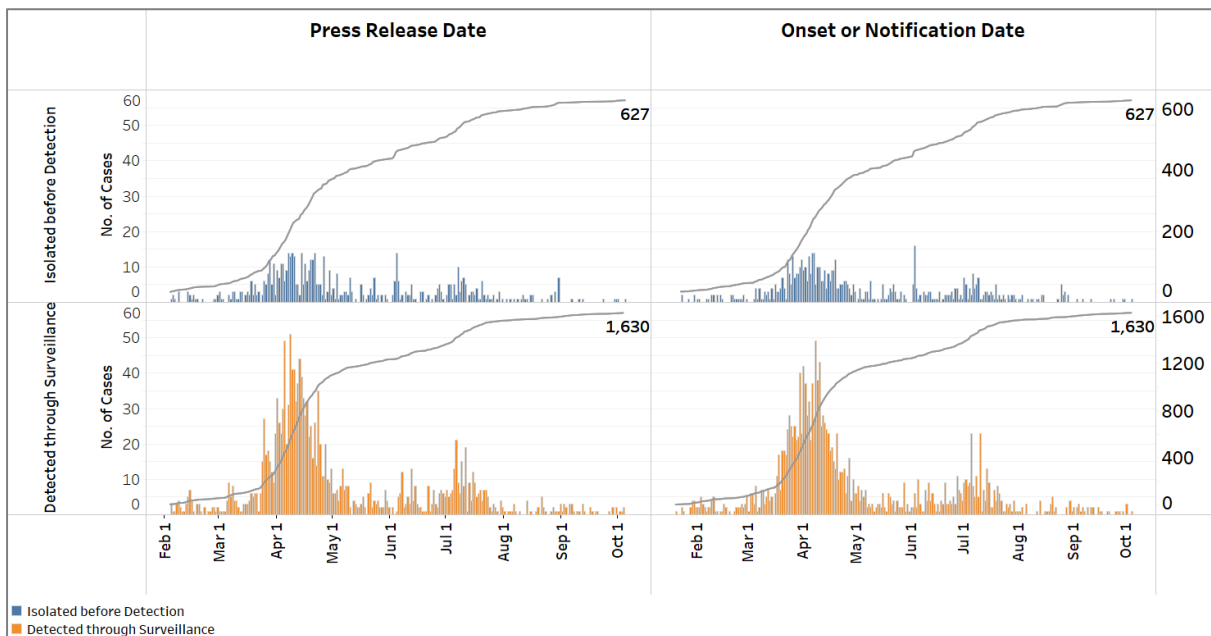 Press Release Date
Onset or Notification Date
Isolated before Detection
No. of Cases
60
50
40
30
20
10
0
627
627
600
400
200
0
Detected through Surveillance
No. of Cases
60
50
40
30
20
10
0
1,630
1,630
1600
1200
800
400
0
Feb 1
Mar 1
Apr 1
May 1
Jun 1
Jul 1
Aug 1
Sep 1
Oct 1
Feb 1
Mar 1
Apr 1
May 1
Jun 1
Jul 1
Aug 1
Sep 1
Oct 1
Isolated before Detection
Detected through Surveillance